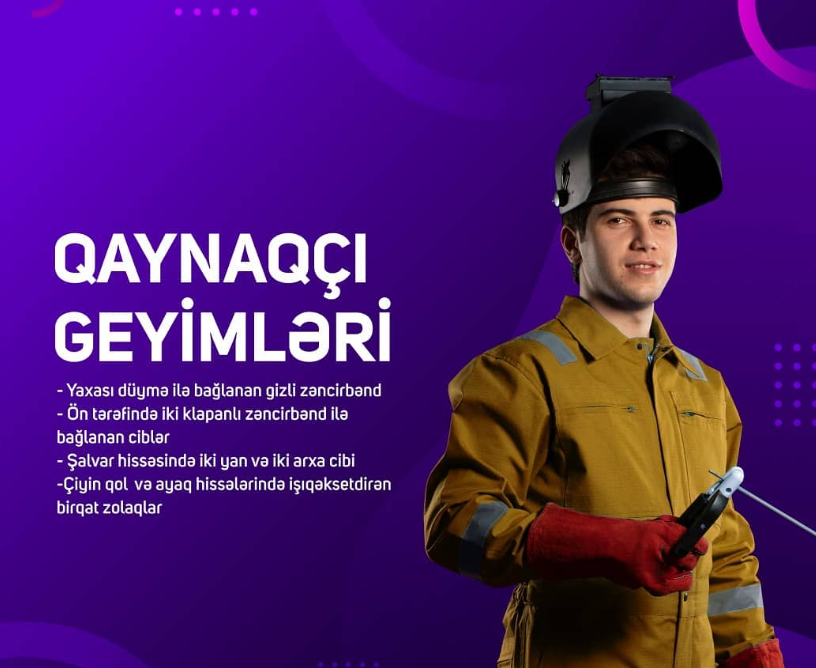 QAYNAQÇI
GEYİMLƏRİ
- Yaxası düymə ilə bağlanan gizli zəncirbənd
- Ön tərəfində iki klapanlı zəncirbənd ilə
bağlanan ciblər
- Şalvar hissəsində iki yan və iki arxa cibi
-Çiyin qol və ayaq hissələrində işıqəksetdirən
birqat zolaqlar